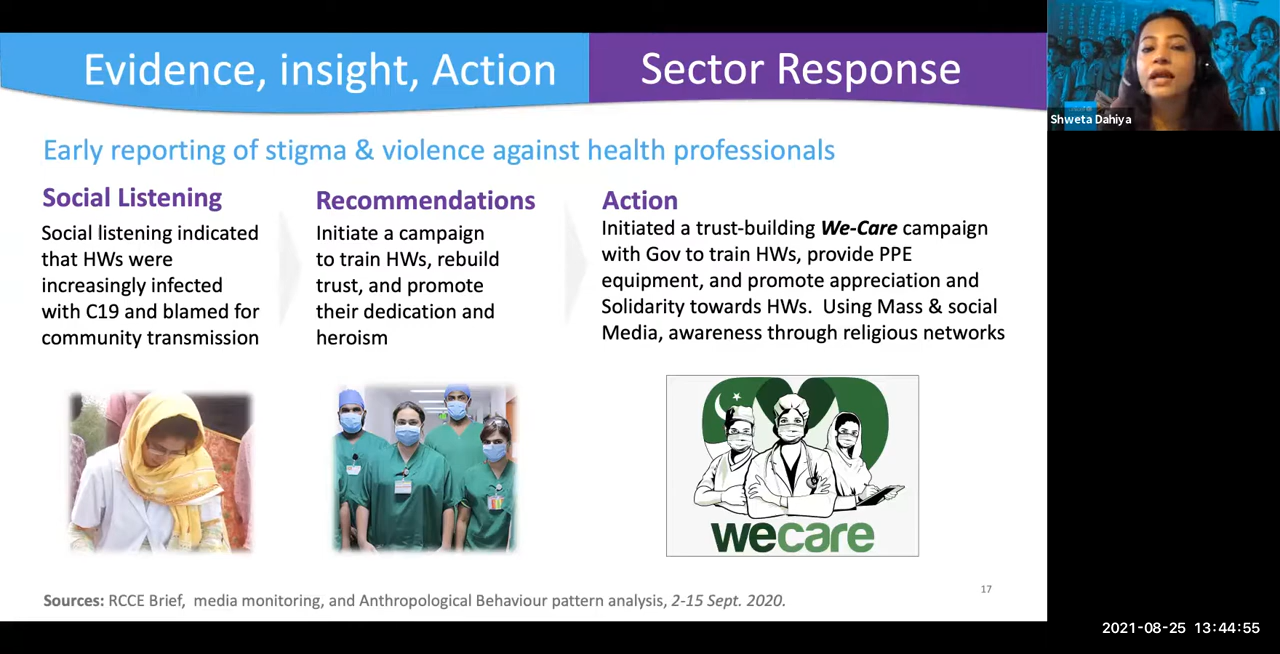 Evidence, insight, Action
Sector Response
Shweta Dahiya
Early reporting of stigma & violence against health professionals
Social Listening
Social listening indicated
that HWs were
increasingly infected
with C19 and blamed for
community transmission
Recommendations
Initiate a campaign
to train HWs, rebuild
trust, and promote
their dedication and
heroism
Action
Initiated a trust-building We-Care campaign
with Gov to train HWs, provide PPE
equipment, and promote appreciation and
Solidarity towards HWs. Using Mass & social
Media, awareness through religious networks
wecare
17
Sources: RCCE Brief, media monitoring, and Anthropological Behaviour pattern analysis, 2-15 Sept. 2020.
2021-08-25 13:44:55